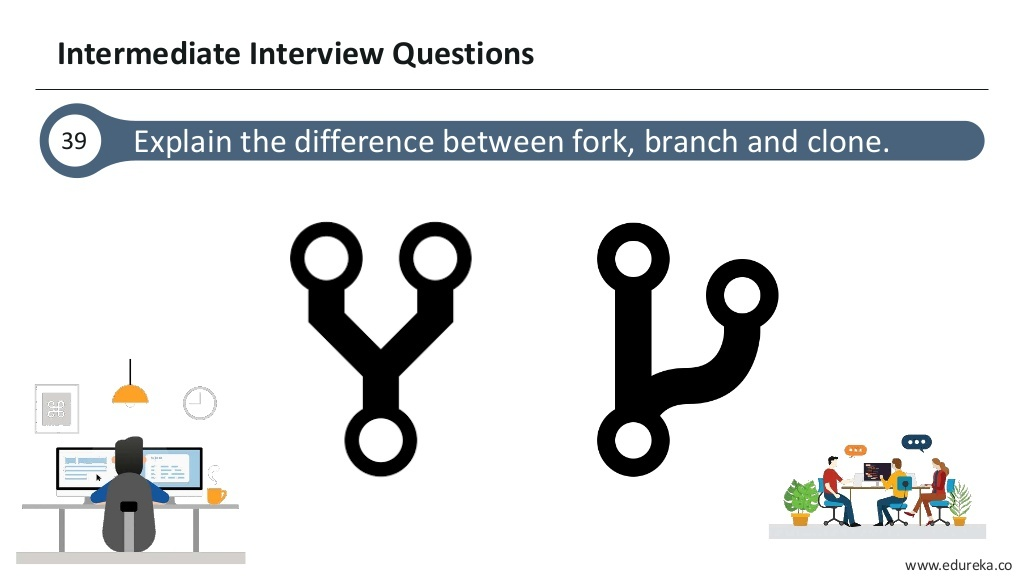 Intermediate Interview Questions
39
Explain the difference between fork, branch and clone.
www.edureka.co